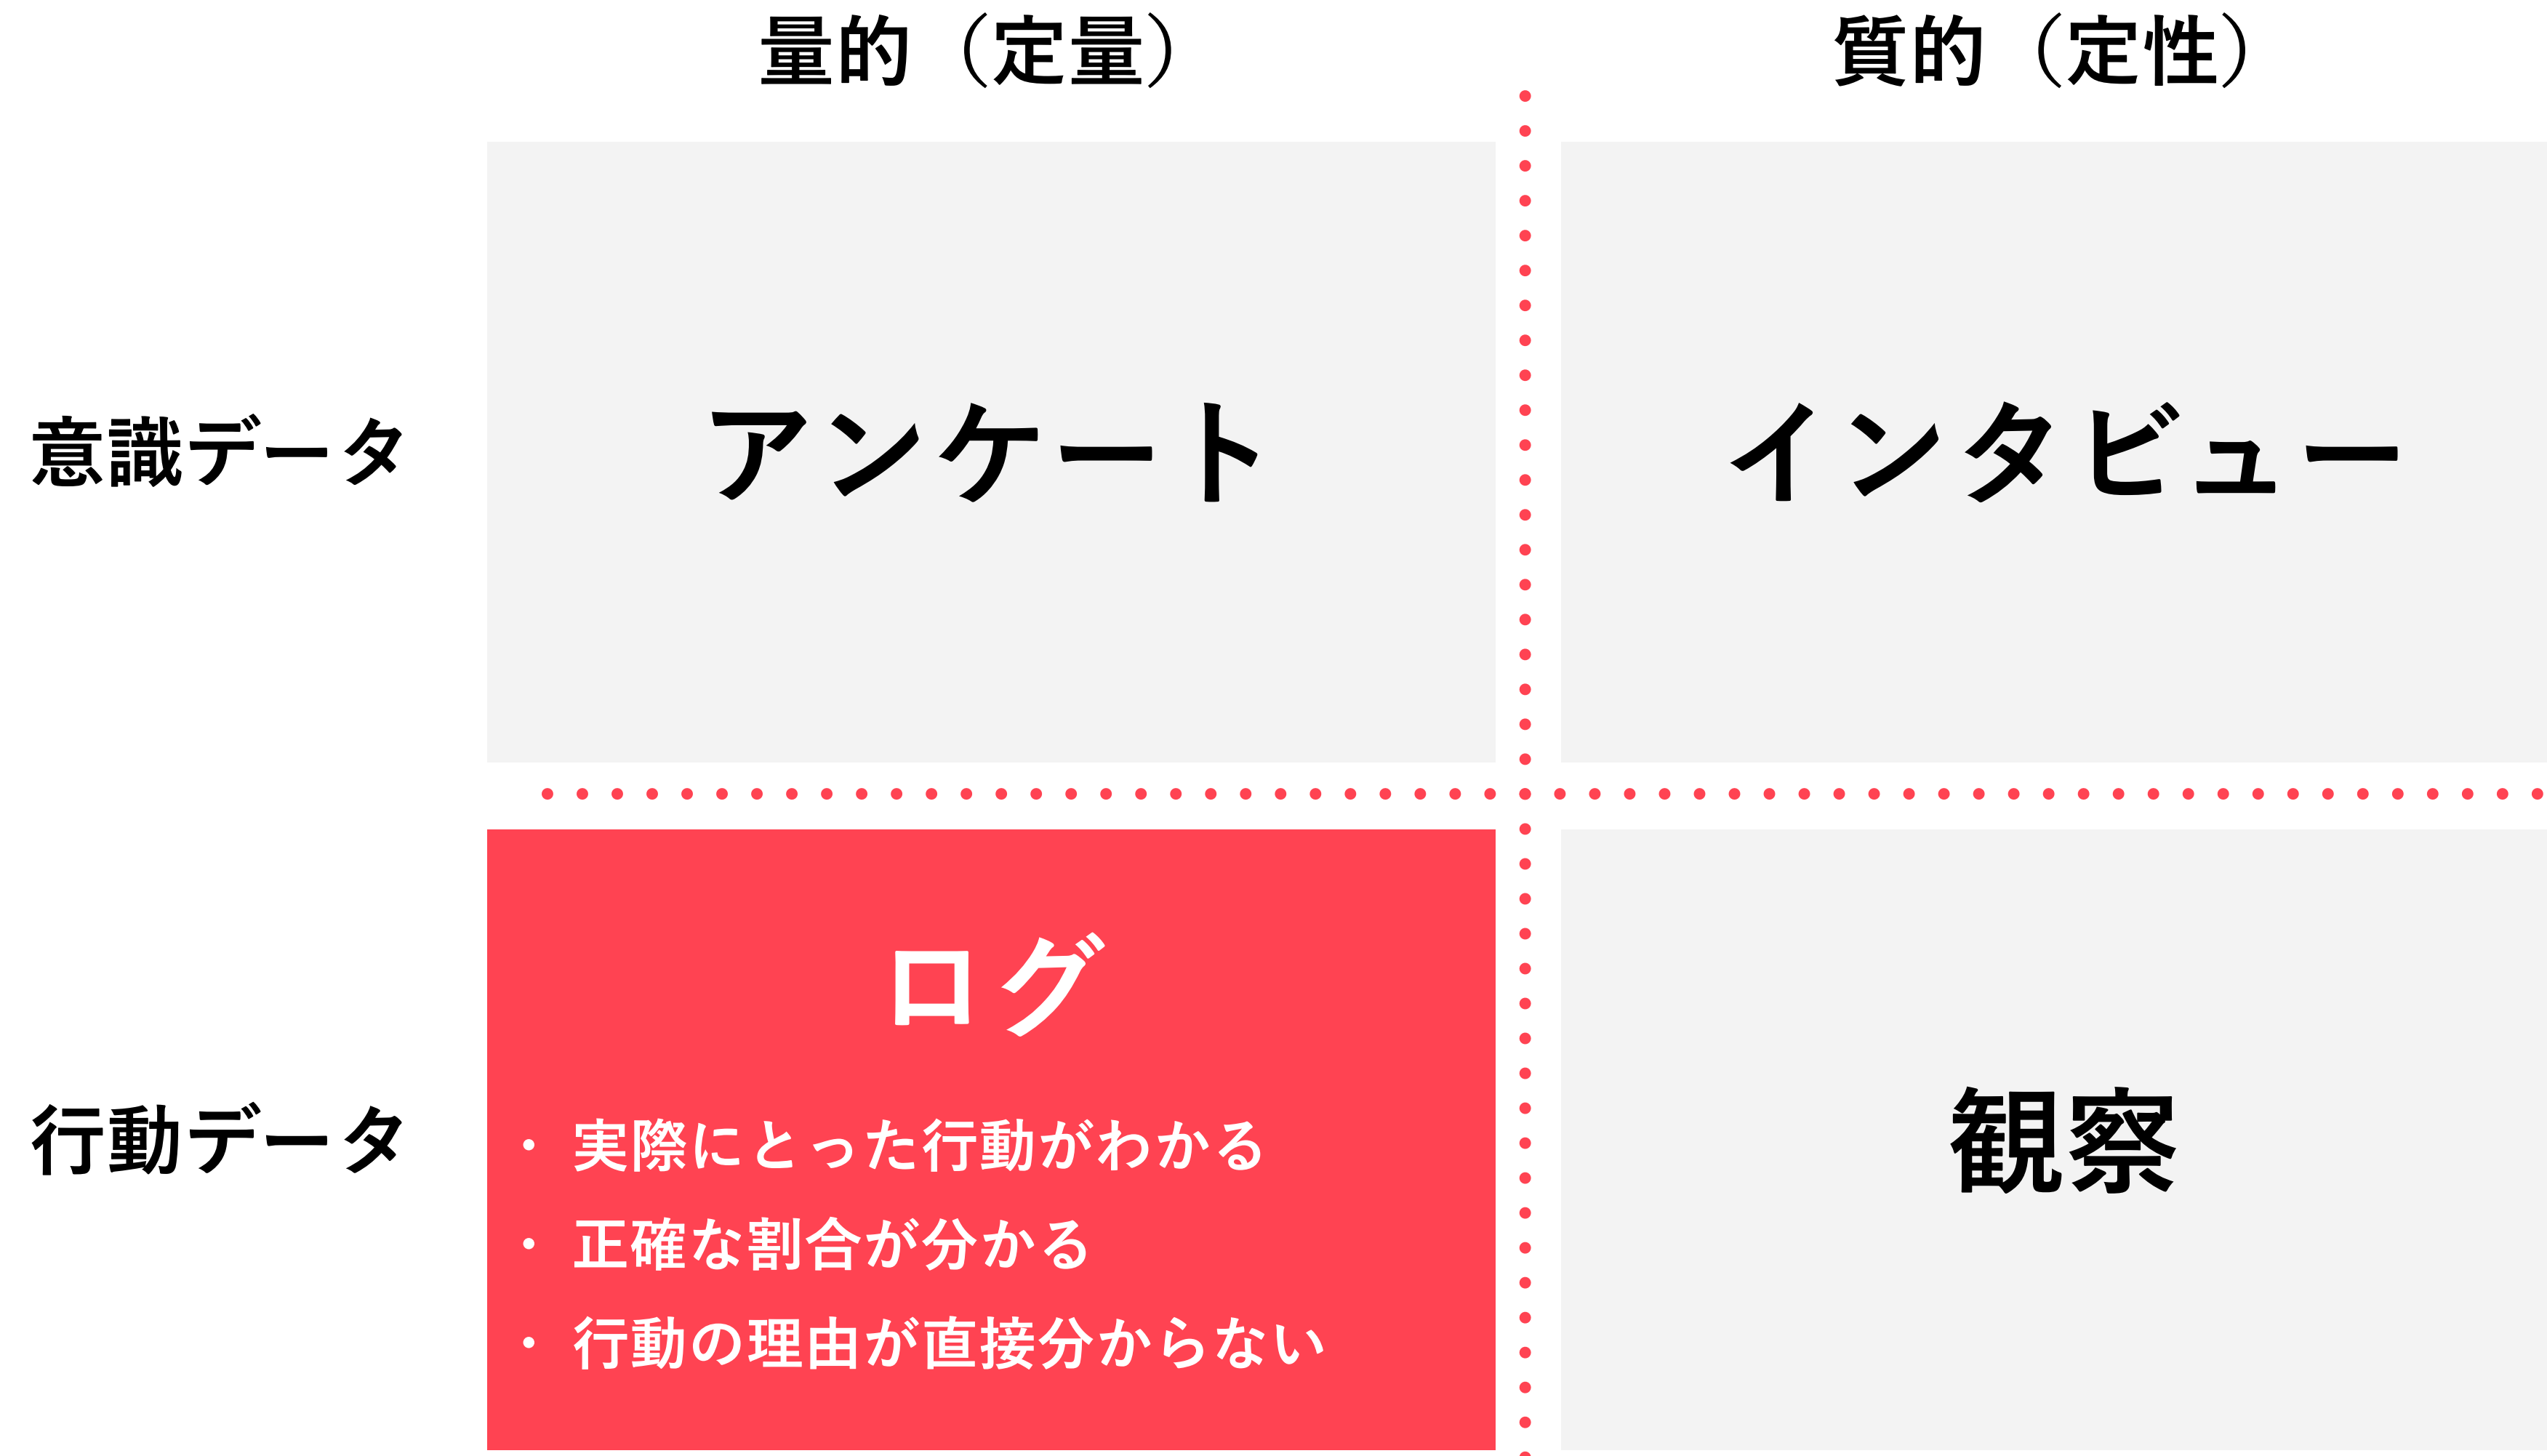 量的（定量）
質的（定性）
意識データ
アンケート
インタビュー
行動データ
ログ
・ 実際にとった行動がわかる
・ 正確な割合が分かる
・ 行動の理由が直接分からない
観察